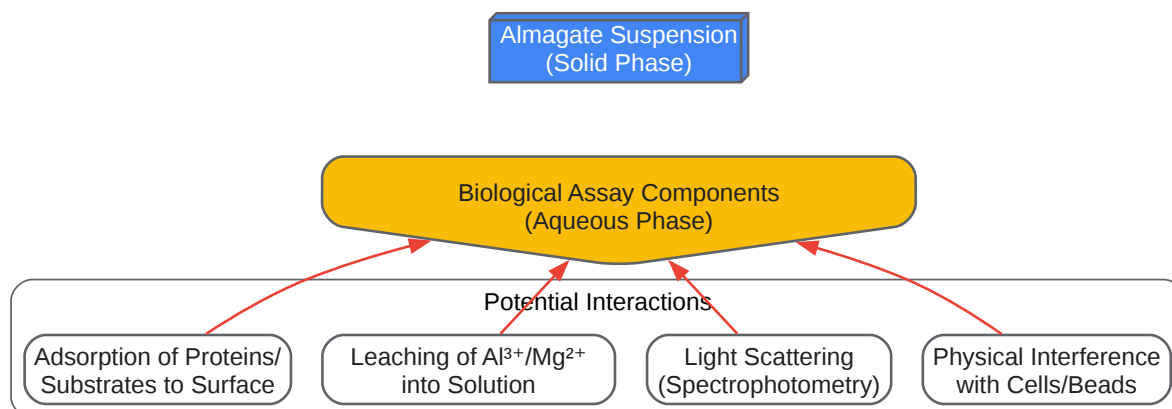 Almagate Suspension
(Solid Phase)
Biological Assay Components
(Aqueous Phase)
Potential Interactions
Adsorption of Proteins/
Substrates to Surface
Leaching of Al³⁺/Mg²⁺
into Solution
Light Scattering
(Spectrophotometry)
Physical Interference
with Cells/Beads